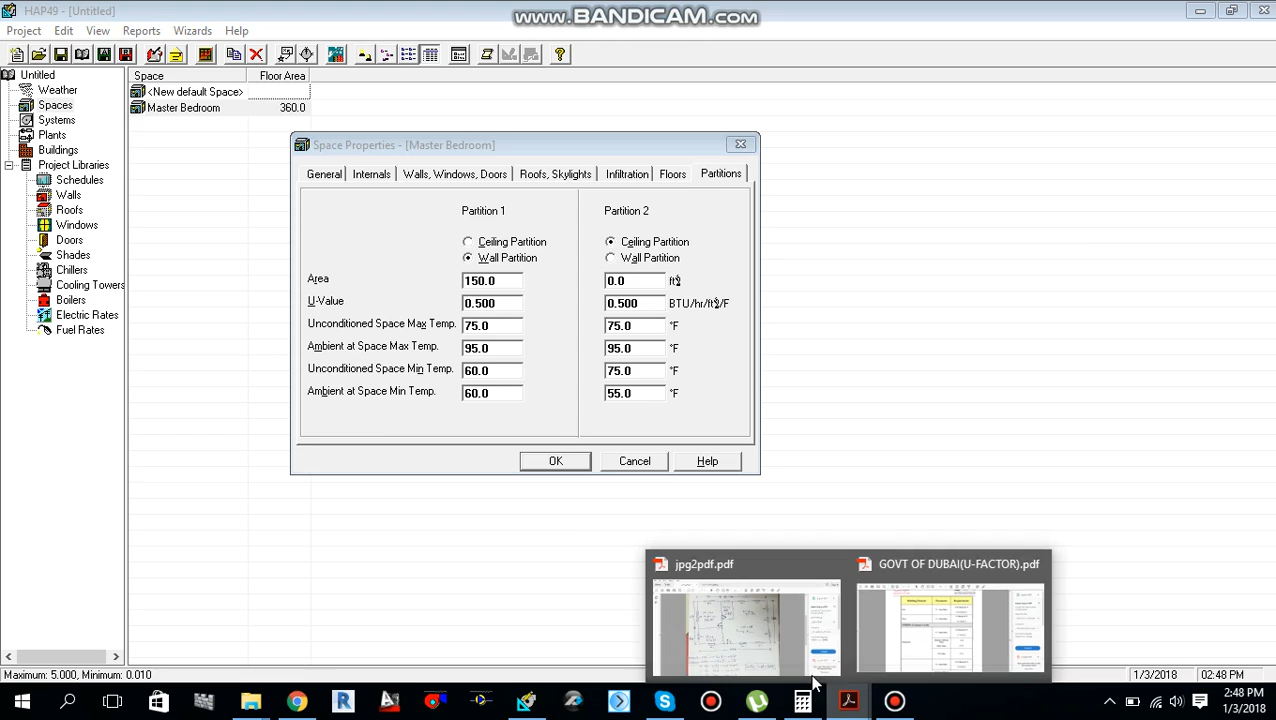 HAP49 - [Untitled]
www.BANDICAM.com
Project Edit View Reports Wizards Help
Untitled
Weather
Spaces
Systems
Plants
Buildings
Project Libraries
Schedules
Walls
Roofs
Windows
Doors
Shades
Chillers
Cooling Towers
Boilers
Electric Rates
Fuel Rates
Space Floor Area
<New default Space>
Master Bedroom 360.0
Space Properties - [Master Bedroom]
General Internals Walls, Windows, Doors Roofs, Skylights Infiltration Floors Partitions
Partition 1 Partition 2
Ceiling Partition Ceiling Partition
Wall Partition Wall Partition
Area 150.0 0.0 ft²
U-Value 0.500 0.500 BTU/hr/ft²/F
Unconditioned Space Max Temp. 75.0 75.0 °F
Ambient at Space Max Temp. 95.0 95.0 °F
Unconditioned Space Min Temp. 60.0 75.0 °F
Ambient at Space Min Temp. 60.0 55.0 °F
OK Cancel Help
jpg2pdf.pdf GOVT OF DUBAI(U-FACTOR).pdf
Maximum: 5.000, Minimum: 0.010 1/3/2018 02:48 PM
2:48 PM
1/3/2018